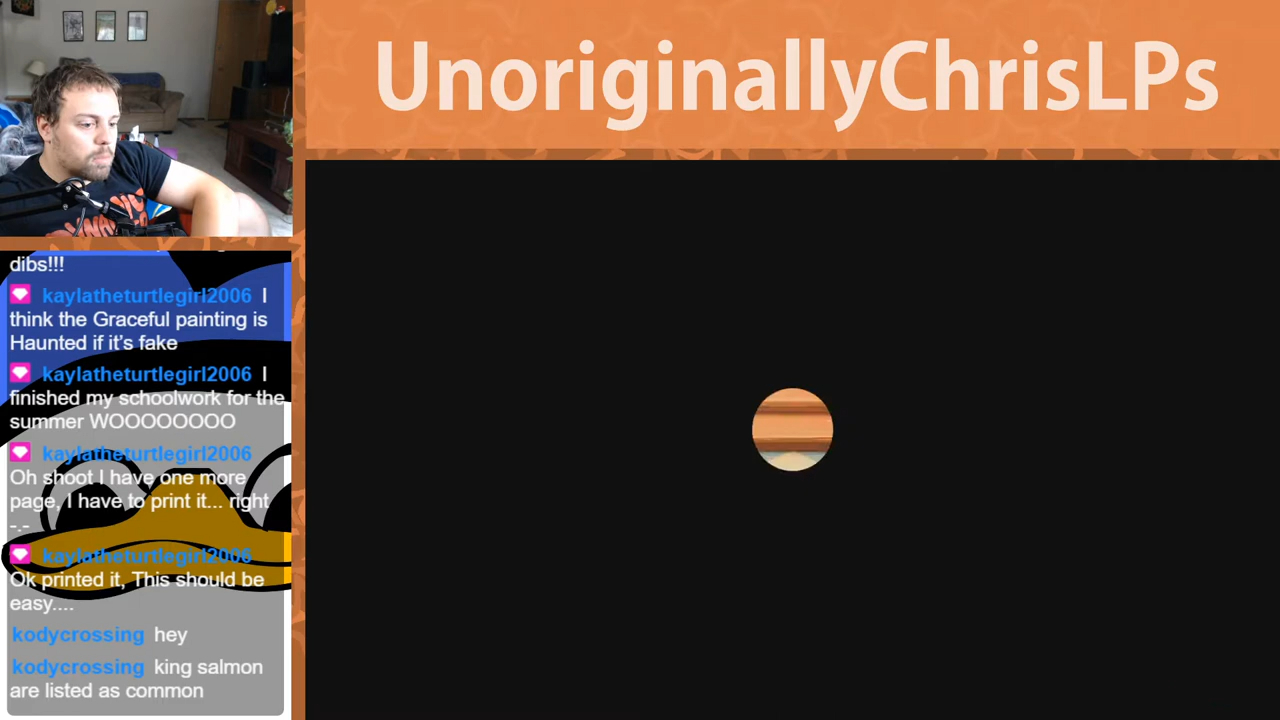 UnoriginallyChrisLPs
dibs!!!
kaylatheturtlegirl2006 I
think the Graceful painting is
Haunted if it's fake
kaylatheturtlegirl2006 I
finished my schoolwork for the
summer WOOOOOOOO
kaylatheturtlegirl2006
Oh shoot I have one more
page, I have to print it... right
-.-
kaylatheturtlegirl2006
Ok printed it, This should be
easy....
kodycrossing hey
kodycrossing king salmon
are listed as common